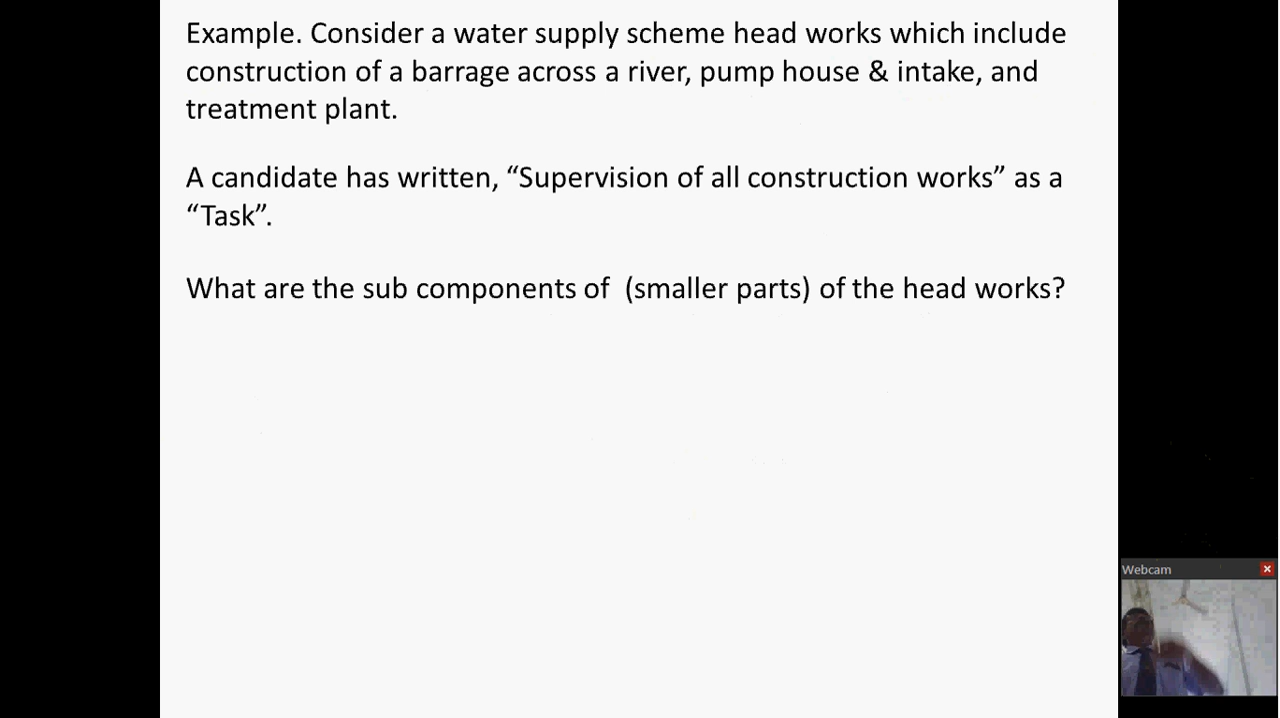 Example. Consider a water supply scheme head works which include
construction of a barrage across a river, pump house & intake, and
treatment plant.
A candidate has written, “Supervision of all construction works” as a
“Task”.
What are the sub components of  (smaller parts) of the head works?
Webcam